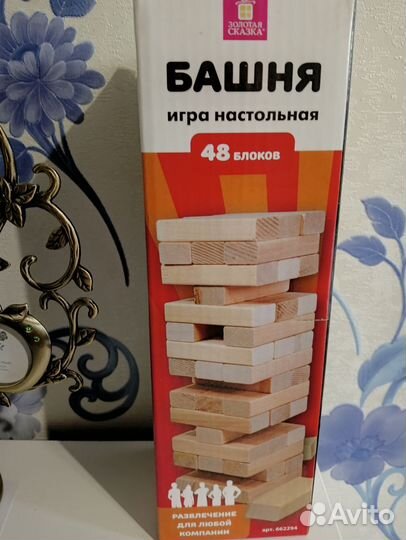 ЗОЛОТАЯ
СКАЗКА
БАШНЯ
игра настольная
48 БЛОКОВ
РАЗВЛЕЧЕНИЕ
ДЛЯ ЛЮБОЙ
КОМПАНИИ
арт. 662294
Avito